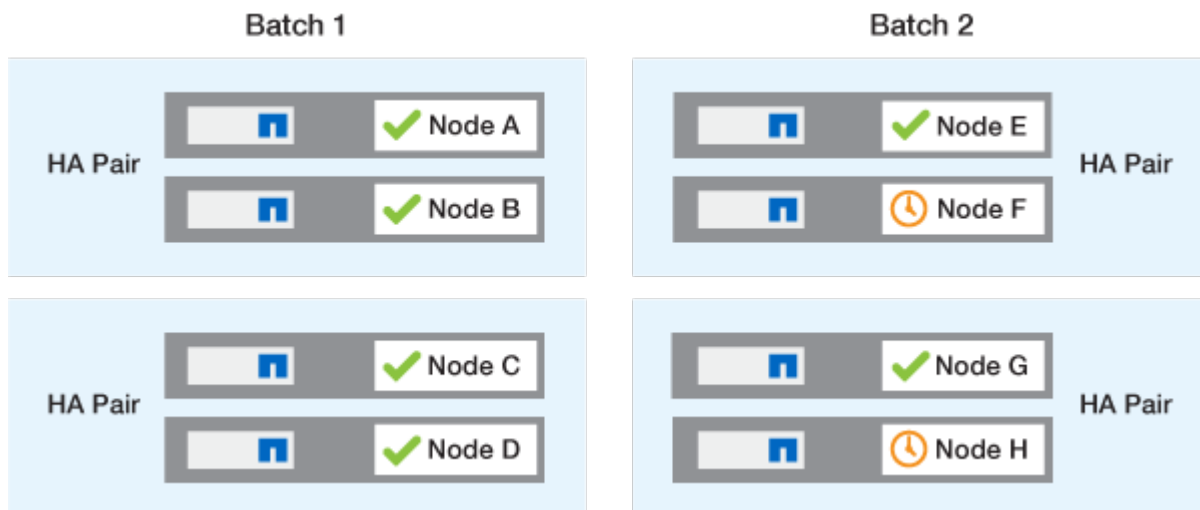 Batch 1
Batch 2
HA Pair
Node A
Node B
Node E
Node F
HA Pair
HA Pair
Node C
Node D
Node G
Node H
HA Pair